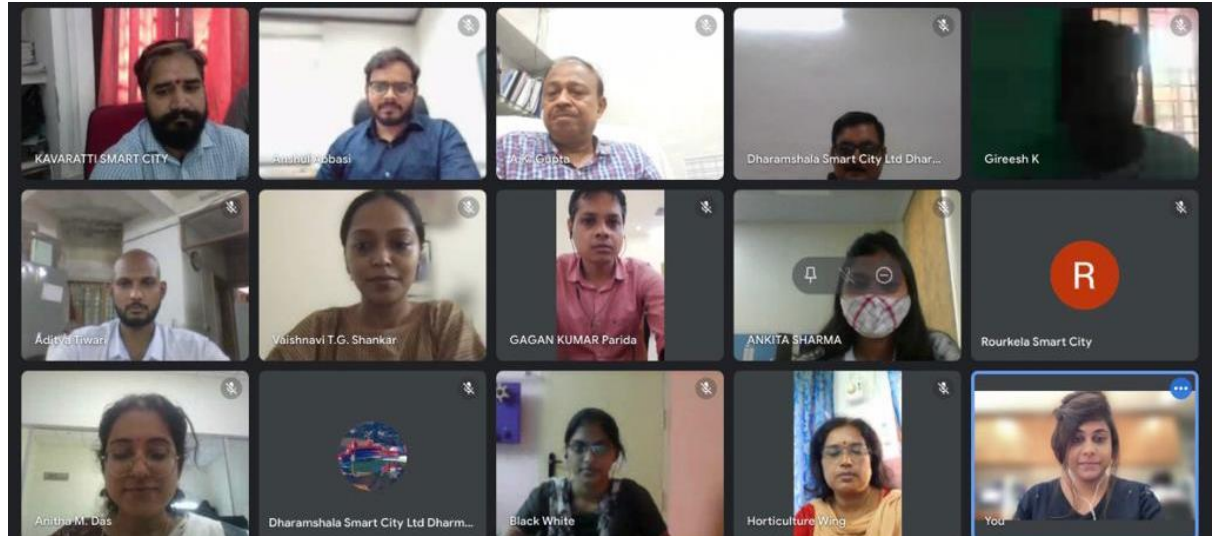 KAVARATTI SMART CITY
Anshul Abbasi
A. K. Gupta
Dharamshala Smart City Ltd Dhar...
Gireesh K
Aditya Tiwari
Vaishnavi T.G. Shankar
GAGAN KUMAR Parida
ANKITA SHARMA
R
Rourkela Smart City
Anitha M. Das
Dharamshala Smart City Ltd Dharm...
Black White
Horticulture Wing
You